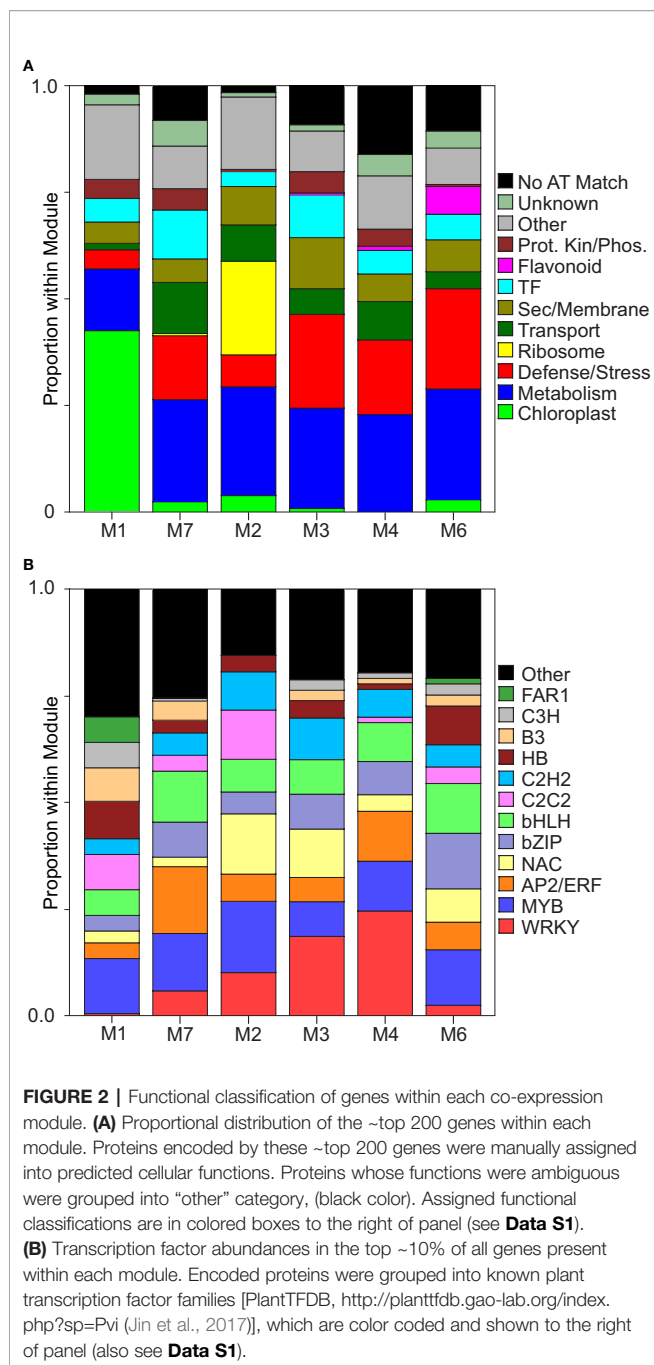 A
1.0
Proportion within Module
0
No AT Match
Unknown
Other
Prot. Kin/Phos.
Flavonoid
TF
Sec/Membrane
Transport
Ribosome
Defense/Stress
Metabolism
Chloroplast
M1 M7 M2 M3 M4 M6
B
1.0
Proportion within Module
0.0
Other
FAR1
C3H
B3
HB
C2H2
C2C2
bHLH
bZIP
NAC
AP2/ERF
MYB
WRKY
M1 M7 M2 M3 M4 M6
FIGURE 2 | Functional classification of genes within each co-expression
module. (A) Proportional distribution of the ~top 200 genes within each
module. Proteins encoded by these ~top 200 genes were manually assigned
into predicted cellular functions. Proteins whose functions were ambiguous
were grouped into “other” category, (black color). Assigned functional
classifications are in colored boxes to the right of panel (see Data S1).
(B) Transcription factor abundances in the top ~10% of all genes present
within each module. Encoded proteins were grouped into known plant
transcription factor families [PlantTFDB, http://planttfdb.gao-lab.org/index.
php?sp=Pvi (Jin et al., 2017)], which are color coded and shown to the right
of panel (also see Data S1).